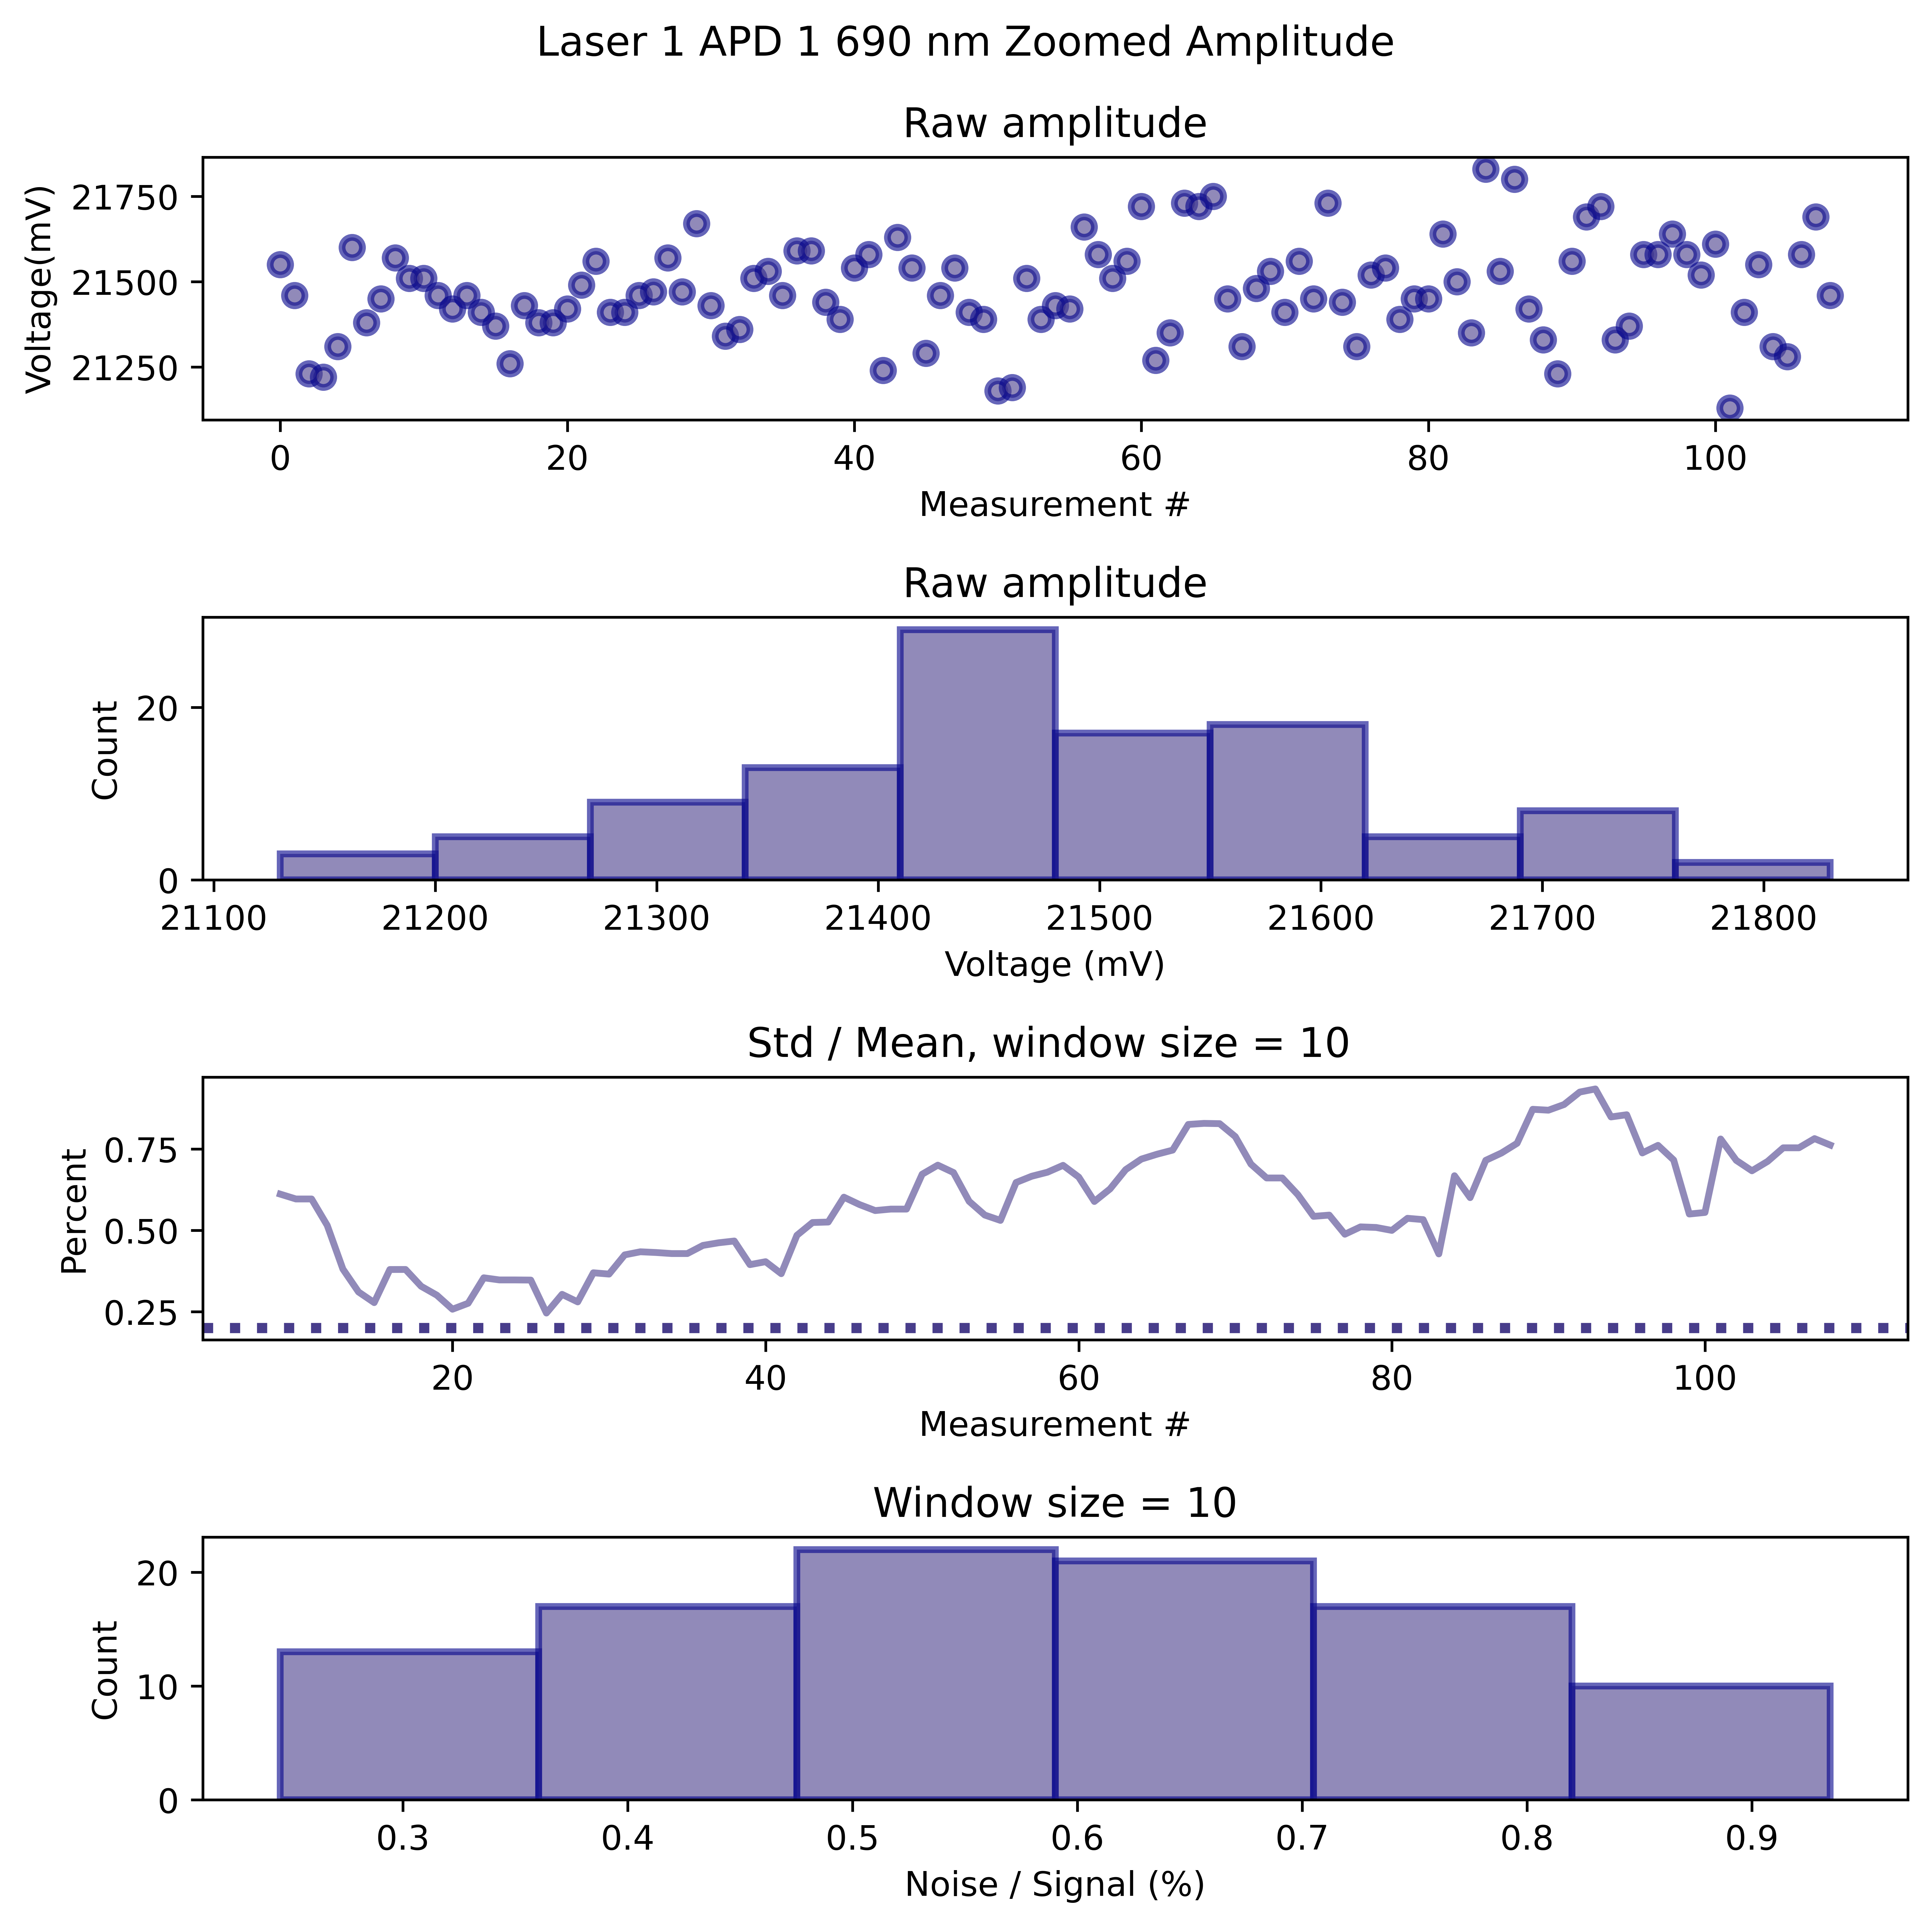 Laser 1 APD 1 690 nm Zoomed Amplitude
Raw amplitude
Voltage(mV)
21750
21500
21250
0 20 40 60 80 100
Measurement #
Raw amplitude
Count
20
0
21100 21200 21300 21400 21500 21600 21700 21800
Voltage (mV)
Std / Mean, window size = 10
Percent
0.75
0.50
0.25
20 40 60 80 100
Measurement #
Window size = 10
Count
20
10
0
0.3 0.4 0.5 0.6 0.7 0.8 0.9
Noise / Signal (%)